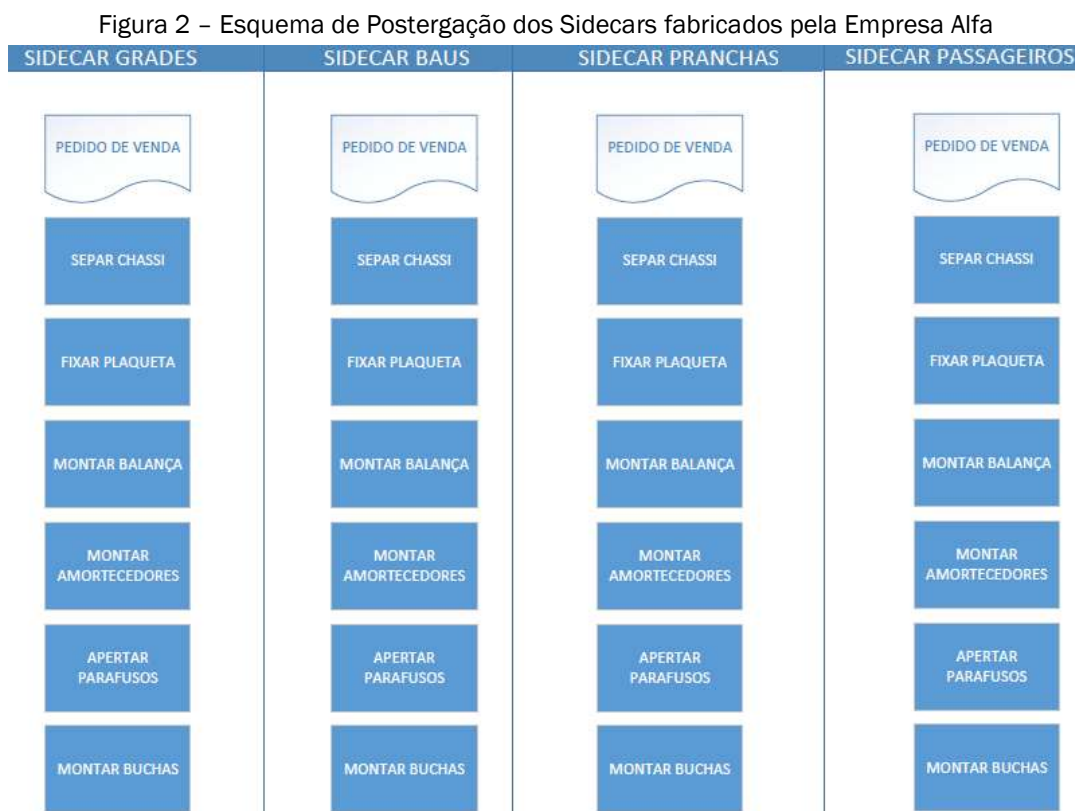 Figura 2 – Esquema de Postergação dos Sidecars fabricados pela Empresa Alfa
SIDECAR GRADES
SIDECAR BAUS
SIDECAR PRANCHAS
SIDECAR PASSAGEIROS
PEDIDO DE VENDA
PEDIDO DE VENDA
PEDIDO DE VENDA
PEDIDO DE VENDA
SEPAR CHASSI
SEPAR CHASSI
SEPAR CHASSI
SEPAR CHASSI
FIXAR PLAQUETA
FIXAR PLAQUETA
FIXAR PLAQUETA
FIXAR PLAQUETA
MONTAR BALANÇA
MONTAR BALANÇA
MONTAR BALANÇA
MONTAR BALANÇA
MONTAR
AMORTECEDORES
MONTAR
AMORTECEDORES
MONTAR
AMORTECEDORES
MONTAR
AMORTECEDORES
APERTAR
PARAFUSOS
APERTAR
PARAFUSOS
APERTAR
PARAFUSOS
APERTAR
PARAFUSOS
MONTAR BUCHAS
MONTAR BUCHAS
MONTAR BUCHAS
MONTAR BUCHAS